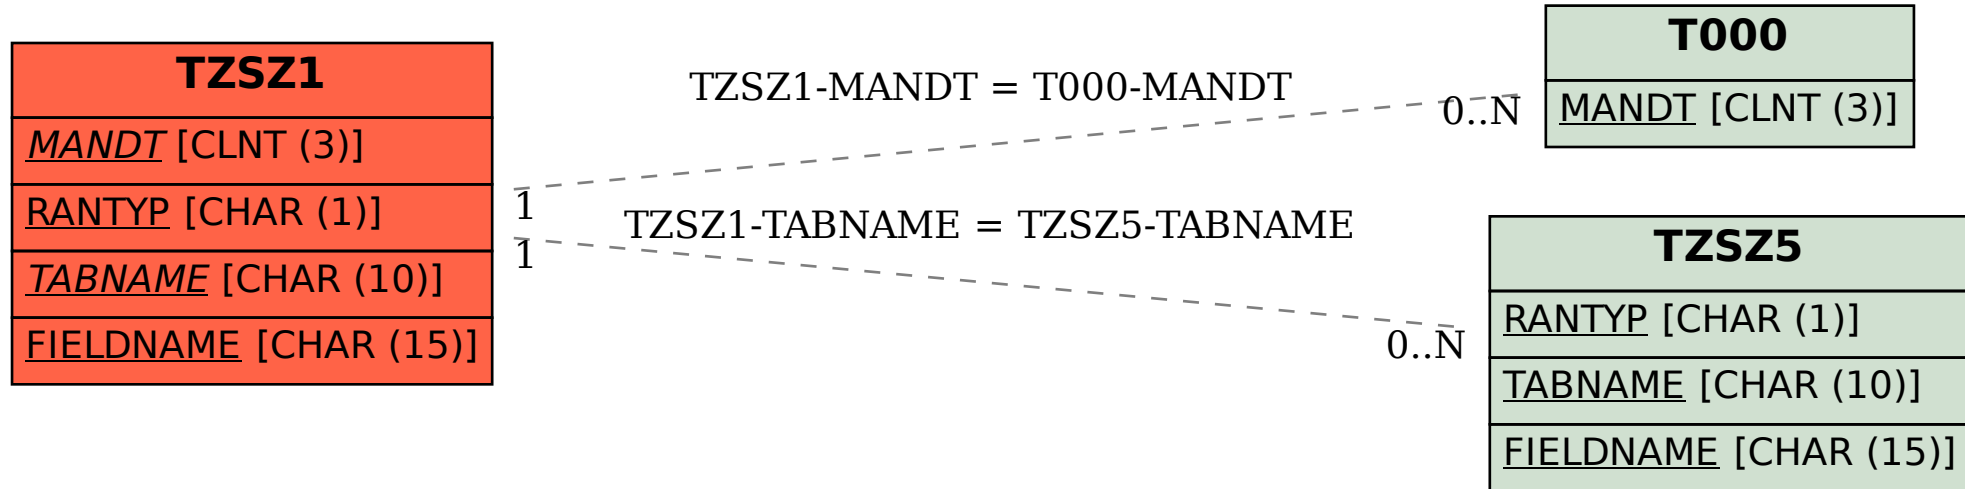 TZSZ1
MANDT [CLNT (3)]
RANTYP [CHAR (1)]
TABNAME [CHAR (10)]
FIELDNAME [CHAR (15)]
TZSZ1-MANDT = T000-MANDT
1
0..N
TZSZ1-TABNAME = TZSZ5-TABNAME
1
0..N
T000
MANDT [CLNT (3)]
TZSZ5
RANTYP [CHAR (1)]
TABNAME [CHAR (10)]
FIELDNAME [CHAR (15)]